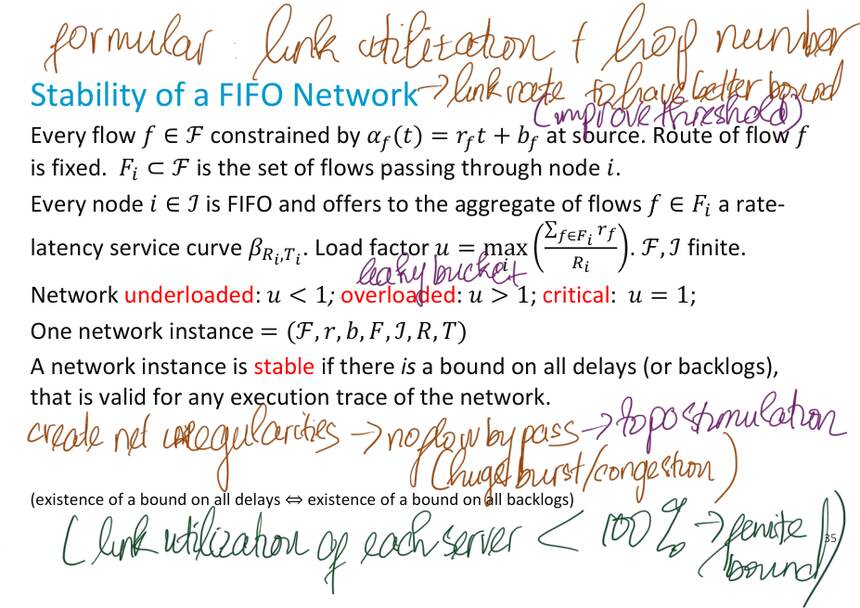 formular : link utilization + hop number
Stability of a FIFO Network → link rate to have better bound
(improve threshold)
Every flow f ∈ ℱ constrained by α_f(t) = r_f t + b_f at source. Route of flow f
is fixed. F_i ⊂ ℱ is the set of flows passing through node i.
Every node i ∈ ℐ is FIFO and offers to the aggregate of flows f ∈ F_i a rate-
latency service curve β_{R_i,T_i}. Load factor u = max_i (Σ_{f∈F_i} r_f / R_i). ℱ, ℐ finite.
leaky bucket
Network underloaded: u < 1; overloaded: u > 1; critical: u = 1;
One network instance = (ℱ, r, b, F, ℐ, R, T)
A network instance is stable if there is a bound on all delays (or backlogs),
that is valid for any execution trace of the network.
create net irregularities → no flow bypass →
(huge burst/congestion)
(existence of a bound on all delays ⇔ existence of a bound on all backlogs)
(link utilization of each server < 100% → bound)
35